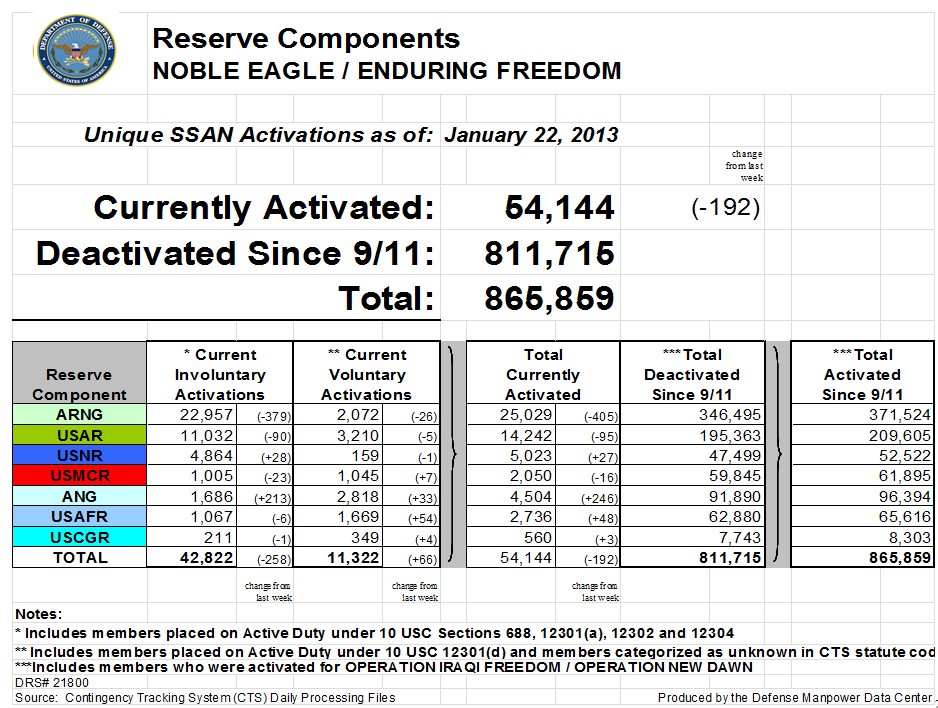 DEPARTMENT OF DEFENSE
UNITED STATES OF AMERICA
Reserve Components
NOBLE EAGLE / ENDURING FREEDOM
Unique SSAN Activations as of: January 22, 2013
change
from last
week
Currently Activated: 54,144 (-192)
Deactivated Since 9/11: 811,715
Total: 865,859
Reserve Component * Current Involuntary Activations ** Current Voluntary Activations Total Currently Activated *** Total Deactivated Since 9/11 *** Total Activated Since 9/11
ARNG 22,957 (-379) 2,072 (-26) 25,029 (-405) 346,495 371,524
USAR 11,032 (-90) 3,210 (-5) 14,242 (-95) 195,363 209,605
USNR 4,864 (+28) 159 (-1) 5,023 (+27) 47,499 52,522
USMCR 1,005 (-23) 1,045 (+7) 2,050 (-16) 59,845 61,895
ANG 1,686 (+213) 2,818 (+33) 4,504 (+246) 91,890 96,394
USAFR 1,067 (-6) 1,669 (+54) 2,736 (+48) 62,880 65,616
USCGR 211 (-1) 349 (+4) 560 (+3) 7,743 8,303
TOTAL 42,822 (-258) 11,322 (+66) 54,144 (-192) 811,715 865,859
change from change from change from
last week last week last week
Notes:
* Includes members placed on Active Duty under 10 USC Sections 688, 12301(a), 12302 and 12304
** Includes members placed on Active Duty under 10 USC 12301(d) and members categorized as unknown in CTS statute cod
***Includes members who were activated for OPERATION IRAQI FREEDOM / OPERATION NEW DAWN
DRS# 21800
Source: Contingency Tracking System (CTS) Daily Processing Files Produced by the Defense Manpower Data Center